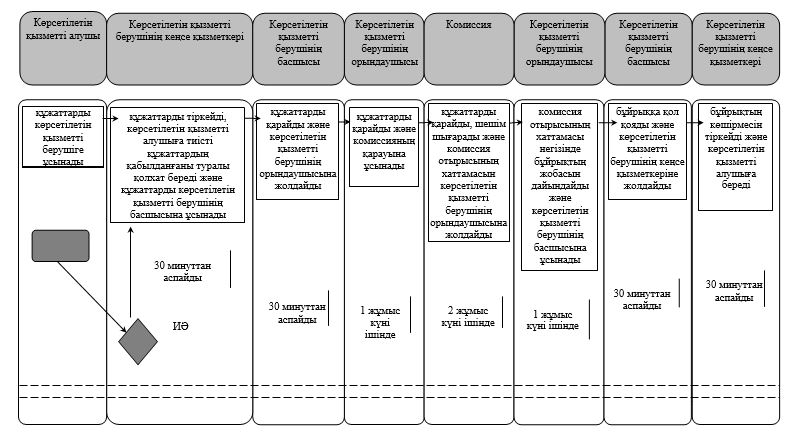 Көрсетілетін
қызметті алушы
Көрсетілетін қызметті
берушінің кеңсе қызметкері
Көрсетілетін
қызметті
берушінің
басшысы
Көрсетілетін
қызметті
берушінің
орындаушысы
Комиссия
Көрсетілетін
қызметті
берушінің
орындаушысы
Көрсетілетін
қызметті
берушінің
басшысы
Көрсетілетін
қызметті
берушінің кеңсе
қызметкері
құжаттарды
көрсетілетін
қызметті
берушіге
ұсынады
құжаттарды тіркейді,
көрсетілетін қызметті
алушыға тиісті
құжаттардың
қабылданғаны туралы
қолхат береді және
құжаттарды көрсетілетін
қызметті берушінің
басшысына ұсынады
құжаттарды
қарайды және
көрсетілетін
қызметті
берушінің
орындаушысына
жолдайды
құжаттарды
қарайды және
комиссияның
қарауына
ұсынады
құжаттарды
қарайды, шешім
шығарады және
комиссия
отырысының
хаттамасын
көрсетілетін
қызметті
берушінің
орындаушысына
жолдайды
комиссия
отырысының
хаттамасы
негізінде
бұйрықтың
жобасын
дайындайды
және
көрсетілетін
қызметті
берушінің
басшысына
ұсынады
бұйрыққа қол
қояды және
көрсетілетін
қызметті
берушінің кеңсе
қызметкеріне
жолдайды
бұйрықтың
көшірмесін
тіркейді және
көрсетілетін
қызметті
алушыға
береді
30 минуттан
аспайды
30 минуттан
аспайды
1 жұмыс
күні
ішінде
2 жұмыс
күні ішінде
1 жұмыс
күні ішінде
30 минуттан
аспайды
30 минуттан
аспайды
ИӘ